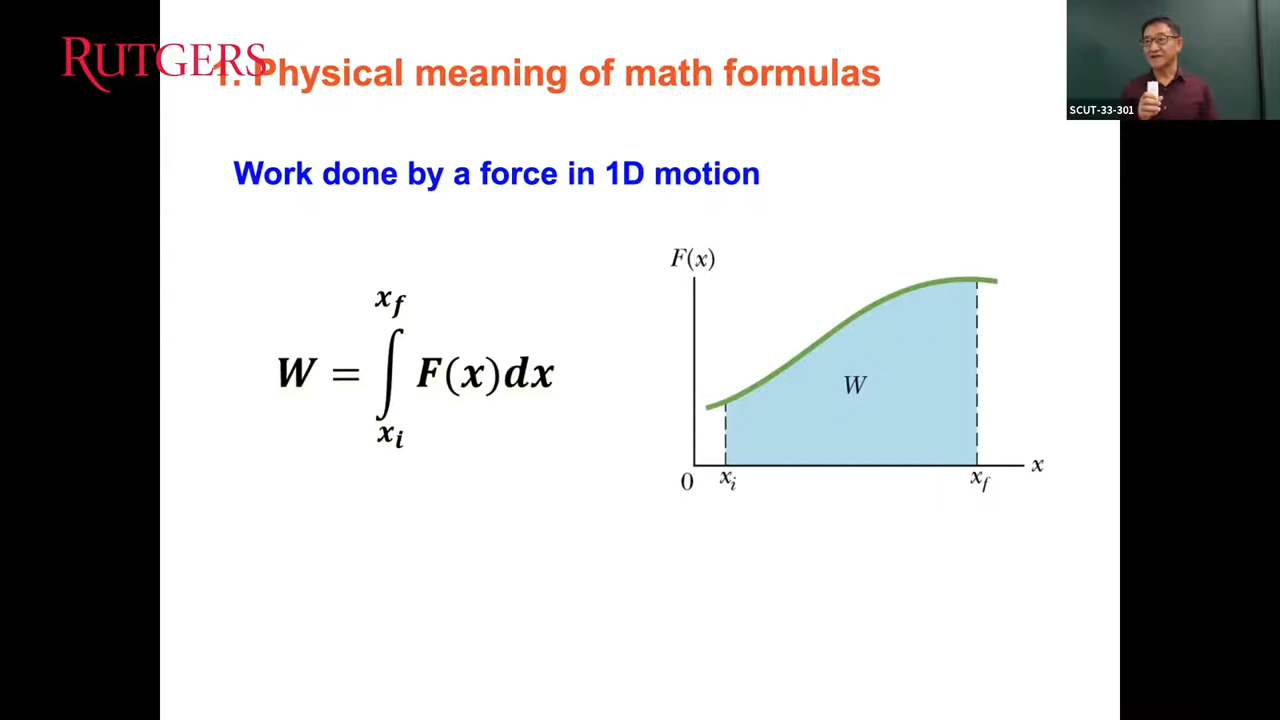 RUTGERS
1. Physical meaning of math formulas
SCUT-33-301
Work done by a force in 1D motion
W = ∫_{x_i}^{x_f} F(x)dx
F(x)
W
0 x_i x_f x